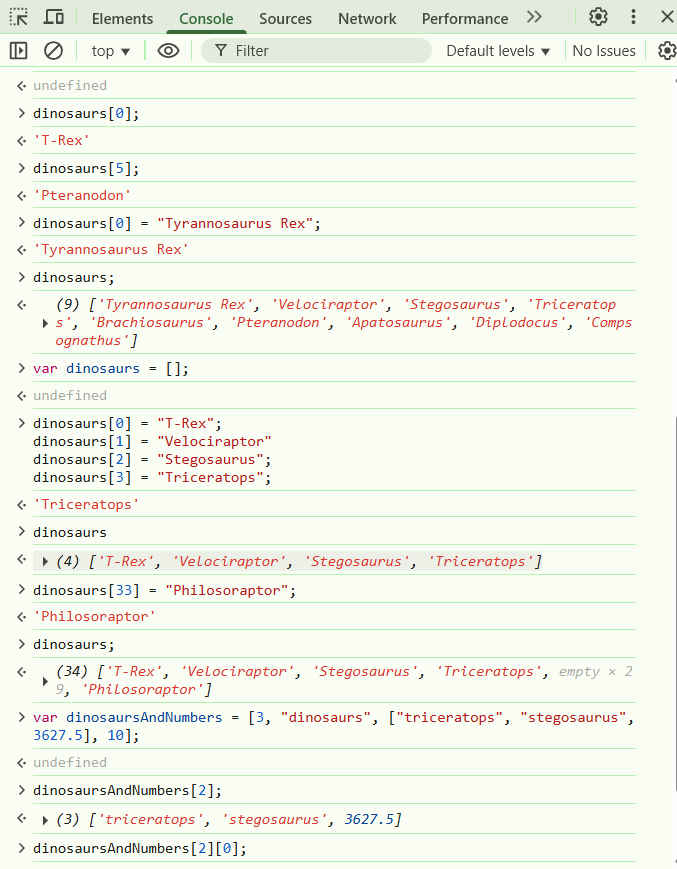 Elements Console Sources Network Performance
top Filter Default levels No Issues
undefined
dinosaurs[0];
'T-Rex'
dinosaurs[5];
'Pteranodon'
dinosaurs[0] = "Tyrannosaurus Rex";
'Tyrannosaurus Rex'
dinosaurs;
(9) ['Tyrannosaurus Rex', 'Velociraptor', 'Stegosaurus', 'Triceratop
s', 'Brachiosaurus', 'Pteranodon', 'Apatosaurus', 'Diplodocus', 'Comps
ognathus']
var dinosaurs = [];
undefined
dinosaurs[0] = "T-Rex";
dinosaurs[1] = "Velociraptor"
dinosaurs[2] = "Stegosaurus";
dinosaurs[3] = "Triceratops";
'Triceratops'
dinosaurs
(4) ['T-Rex', 'Velociraptor', 'Stegosaurus', 'Triceratops']
dinosaurs[33] = "Philosoraptor";
'Philosoraptor'
dinosaurs;
(34) ['T-Rex', 'Velociraptor', 'Stegosaurus', 'Triceratops', empty × 2
9, 'Philosoraptor']
var dinosaursAndNumbers = [3, "dinosaurs", ["triceratops", "stegosaurus",
3627.5], 10];
undefined
dinosaursAndNumbers[2];
(3) ['triceratops', 'stegosaurus', 3627.5]
dinosaursAndNumbers[2][0];